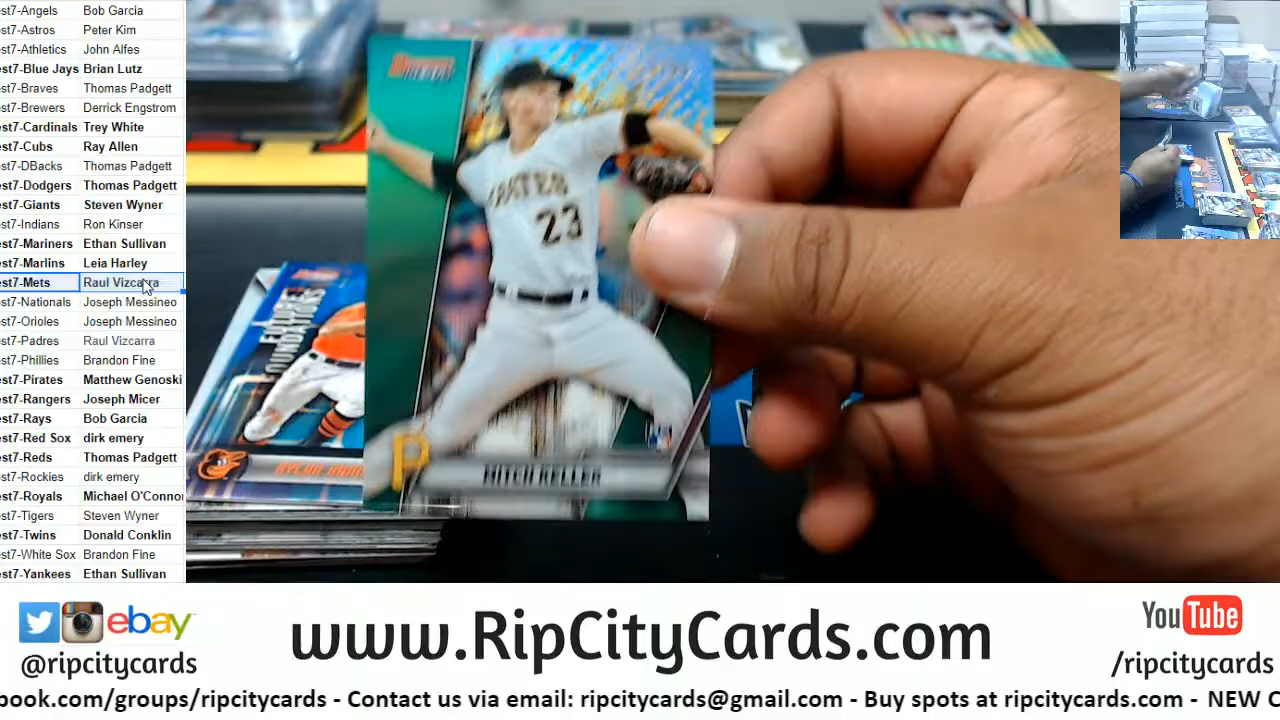 est7-Angels Bob Garcia
est7-Astros Peter Kim
est7-Athletics John Alfes
est7-Blue Jays Brian Lutz
est7-Braves Thomas Padgett
est7-Brewers Derrick Engstrom
est7-Cardinals Trey White
est7-Cubs Ray Allen
est7-DBacks Thomas Padgett
est7-Dodgers Thomas Padgett
est7-Giants Steven Wyner
est7-Indians Ron Kinser
est7-Mariners Ethan Sullivan
est7-Marlins Leia Harley
est7-Mets Raul Vizcarra
est7-Nationals Joseph Messineo
est7-Orioles Joseph Messineo
est7-Padres Raul Vizcarra
est7-Phillies Brandon Fine
est7-Pirates Matthew Genoski
est7-Rangers Joseph Micer
est7-Rays Bob Garcia
est7-Red Sox dirk emery
est7-Reds Thomas Padgett
est7-Rockies dirk emery
est7-Royals Michael O'Connor
est7-Tigers Steven Wyner
est7-Twins Donald Conklin
est7-White Sox Brandon Fine
est7-Yankees Ethan Sullivan
23
P
MITCH KELLER
ebay
@ripcitycards
www.RipCityCards.com
YouTube
/ripcitycards
book.com/groups/ripcitycards - Contact us via email: ripcitycards@gmail.com - Buy spots at ripcitycards.com - NEW C